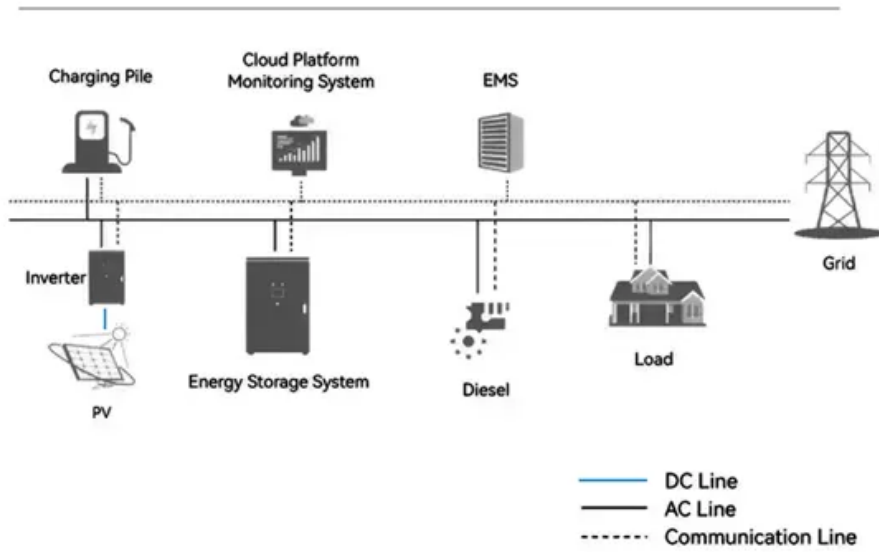 Charging Pile
Cloud Platform
Monitoring System
EMS
Grid
Inverter
Energy Storage System
Diesel
Load
PV
DC Line
AC Line
Communication Line